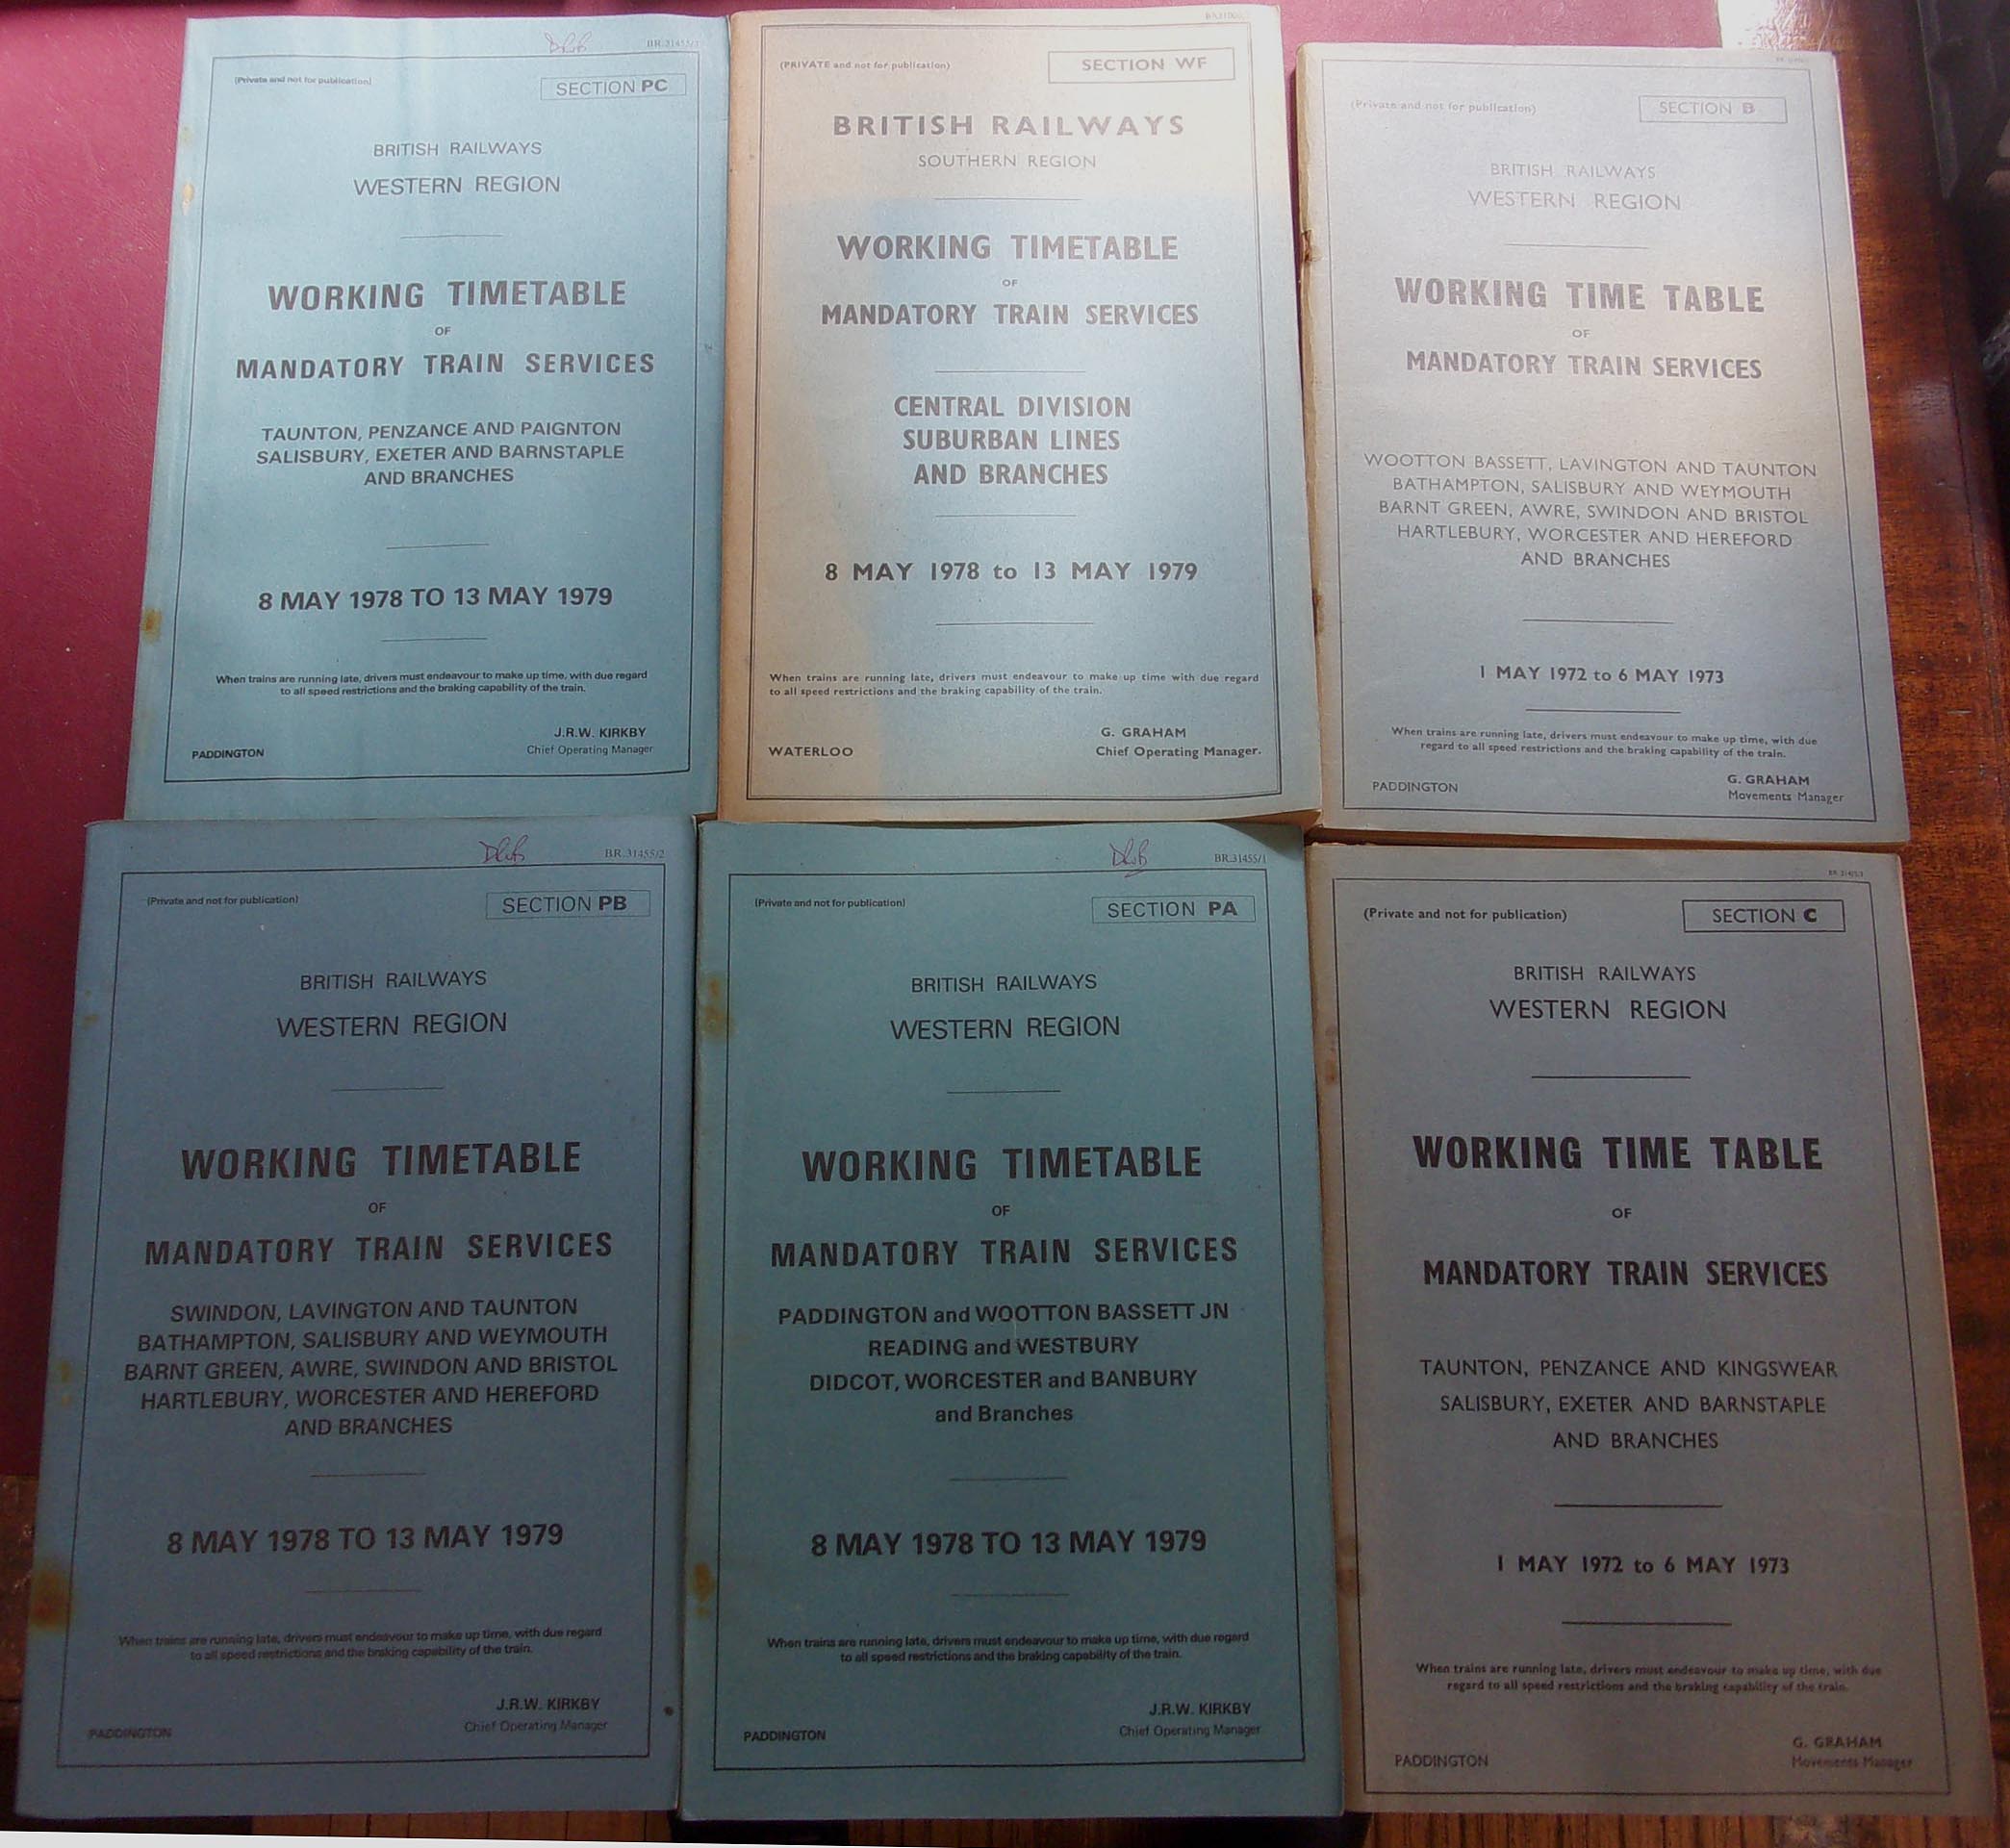 BR.31455/3
(Private and not for publication)
SECTION PC
BRITISH RAILWAYS
WESTERN REGION
WORKING TIMETABLE
OF
MANDATORY TRAIN SERVICES
TAUNTON, PENZANCE AND PAIGNTON
SALISBURY, EXETER AND BARNSTAPLE
AND BRANCHES
8 MAY 1978 TO 13 MAY 1979
When trains are running late, drivers must endeavour to make up time, with due regard
to all speed restrictions and the braking capability of the train.
J.R.W. KIRKBY
PADDINGTON
Chief Operating Manager
(PRIVATE and not for publication)
SECTION WF
BRITISH RAILWAYS
SOUTHERN REGION
WORKING TIMETABLE
OF
MANDATORY TRAIN SERVICES
CENTRAL DIVISION
SUBURBAN LINES
AND BRANCHES
8 MAY 1978 to 13 MAY 1979
When trains are running late, drivers must endeavour to make up time with due regard
to all speed restrictions and the braking capability of the train.
G. GRAHAM
WATERLOO
Chief Operating Manager.
(Private and not for publication)
SECTION B
BRITISH RAILWAYS
WESTERN REGION
WORKING TIME TABLE
OF
MANDATORY TRAIN SERVICES
WOOTTON BASSETT, LAVINGTON AND TAUNTON
BATHAMPTON, SALISBURY AND WEYMOUTH
BARNT GREEN, AWRE, SWINDON AND BRISTOL
HARTLEBURY, WORCESTER AND HEREFORD
AND BRANCHES
1 MAY 1972 to 6 MAY 1973
When trains are running late, drivers must endeavour to make up time, with due
regard to all speed restrictions and the braking capability of the train.
G. GRAHAM
PADDINGTON
Movements Manager
BR.31455/2
(Private and not for publication)
SECTION PB
BRITISH RAILWAYS
WESTERN REGION
WORKING TIMETABLE
OF
MANDATORY TRAIN SERVICES
SWINDON, LAVINGTON AND TAUNTON
BATHAMPTON, SALISBURY AND WEYMOUTH
BARNT GREEN, AWRE, SWINDON AND BRISTOL
HARTLEBURY, WORCESTER AND HEREFORD
AND BRANCHES
8 MAY 1978 TO 13 MAY 1979
When trains are running late, drivers must endeavour to make up time, with due regard
to all speed restrictions and the braking capability of the train.
J.R.W. KIRKBY
PADDINGTON
Chief Operating Manager
BR.31455/1
(Private and not for publication)
SECTION PA
BRITISH RAILWAYS
WESTERN REGION
WORKING TIMETABLE
OF
MANDATORY TRAIN SERVICES
PADDINGTON and WOOTTON BASSETT JN
READING and WESTBURY
DIDCOT, WORCESTER and BANBURY
and Branches
8 MAY 1978 TO 13 MAY 1979
When trains are running late, drivers must endeavour to make up time, with due regard
to all speed restrictions and the braking capability of the train.
J.R.W. KIRKBY
PADDINGTON
Chief Operating Manager
(Private and not for publication)
SECTION C
BRITISH RAILWAYS
WESTERN REGION
WORKING TIME TABLE
OF
MANDATORY TRAIN SERVICES
TAUNTON, PENZANCE AND KINGSWEAR
SALISBURY, EXETER AND BARNSTAPLE
AND BRANCHES
1 MAY 1972 to 6 MAY 1973
When trains are running late, drivers must endeavour to make up time, with due
regard to all speed restrictions and the braking capability of the train.
G. GRAHAM
PADDINGTON
Movements Manager